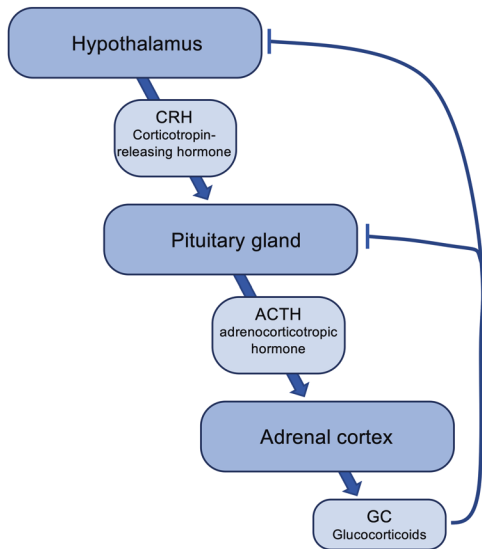 Hypothalamus
CRH
Corticotropin-
releasing hormone
Pituitary gland
ACTH
adrenocorticotropic
hormone
Adrenal cortex
GC
Glucocorticoids